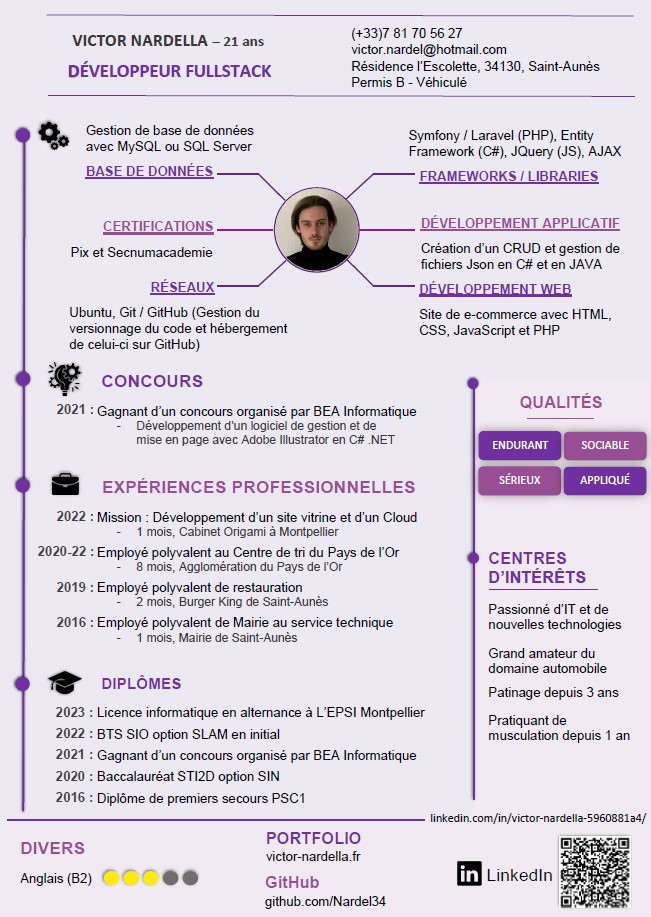 VICTOR NARDELLA – 21 ans
DÉVELOPPEUR FULLSTACK
(+33)7 81 70 56 27
victor.nardel@hotmail.com
Résidence l'Escolette, 34130, Saint-Aunès
Permis B - Véhiculé
Gestion de base de données
avec MySQL ou SQL Server
BASE DE DONNÉES
CERTIFICATIONS
Pix et Secnumacademie
RÉSEAUX
Ubuntu, Git / GitHub (Gestion du
versionnage du code et hébergement
de celui-ci sur GitHub)
Symfony / Laravel (PHP), Entity
Framework (C#), JQuery (JS), AJAX
FRAMEWORKS / LIBRARIES
DÉVELOPPEMENT APPLICATIF
Création d'un CRUD et gestion de
fichiers Json en C# et en JAVA
DÉVELOPPEMENT WEB
Site de e-commerce avec HTML,
CSS, JavaScript et PHP
CONCOURS
2021 : Gagnant d'un concours organisé par BEA Informatique
- Développement d'un logiciel de gestion et de
mise en page avec Adobe Illustrator en C# .NET
EXPÉRIENCES PROFESSIONNELLES
2022 : Mission : Développement d'un site vitrine et d'un Cloud
- 1 mois, Cabinet Origami à Montpellier
2020-22 : Employé polyvalent au Centre de tri du Pays de l'Or
- 8 mois, Agglomération du Pays de l'Or
2019 : Employé polyvalent de restauration
- 2 mois, Burger King de Saint-Aunès
2016 : Employé polyvalent de Mairie au service technique
- 1 mois, Mairie de Saint-Aunès
DIPLÔMES
2023 : Licence informatique en alternance à L'EPSI Montpellier
2022 : BTS SIO option SLAM en initial
2021 : Gagnant d'un concours organisé par BEA Informatique
2020 : Baccalauréat STI2D option SIN
2016 : Diplôme de premiers secours PSC1
QUALITÉS
ENDURANT SOCIABLE
SÉRIEUX APPLIQUÉ
CENTRES
D'INTÉRÊTS
Passionné d'IT et de
nouvelles technologies
Grand amateur du
domaine automobile
Patinage depuis 3 ans
Pratiquant de
musculation depuis 1 an
linkedin.com/in/victor-nardella-5960881a4/
DIVERS
Anglais (B2)
PORTFOLIO
victor-nardella.fr
GitHub
github.com/Nardel34
in LinkedIn